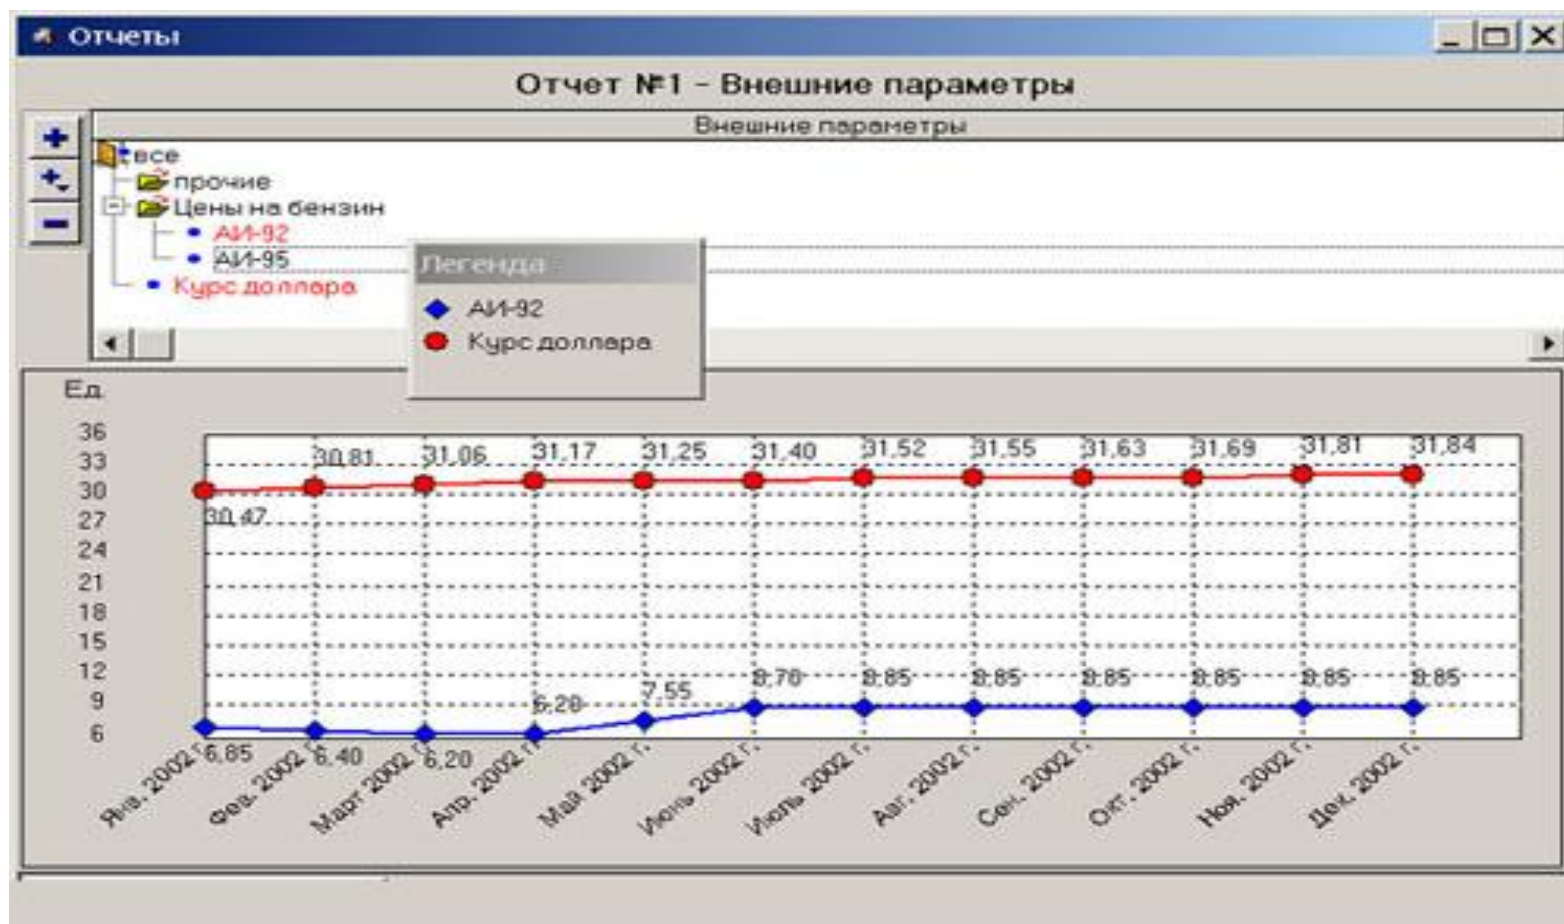 Отчеты
Отчет №1 - Внешние параметры
Внешние параметры
все
прочие
Цены на бензин
АИ-92
АИ-95
Курс доллара
Легенда
АИ-92
Курс доллара
Ед.
36
33
30
27
24
21
18
15
12
9
6
30,47 30,81 31,06 31,17 31,25 31,40 31,52 31,55 31,63 31,69 31,81 31,84
6,85 6,40 6,20 6,20 7,55 8,70 8,85 8,85 8,85 8,85 8,85 8,85
Янв. 2002 г. Фев. 2002 г. Март 2002 г. Апр. 2002 г. Май 2002 г. Июнь 2002 г. Июль 2002 г. Авг. 2002 г. Сен. 2002 г. Окт. 2002 г. Ноя. 2002 г. Дек. 2002 г.